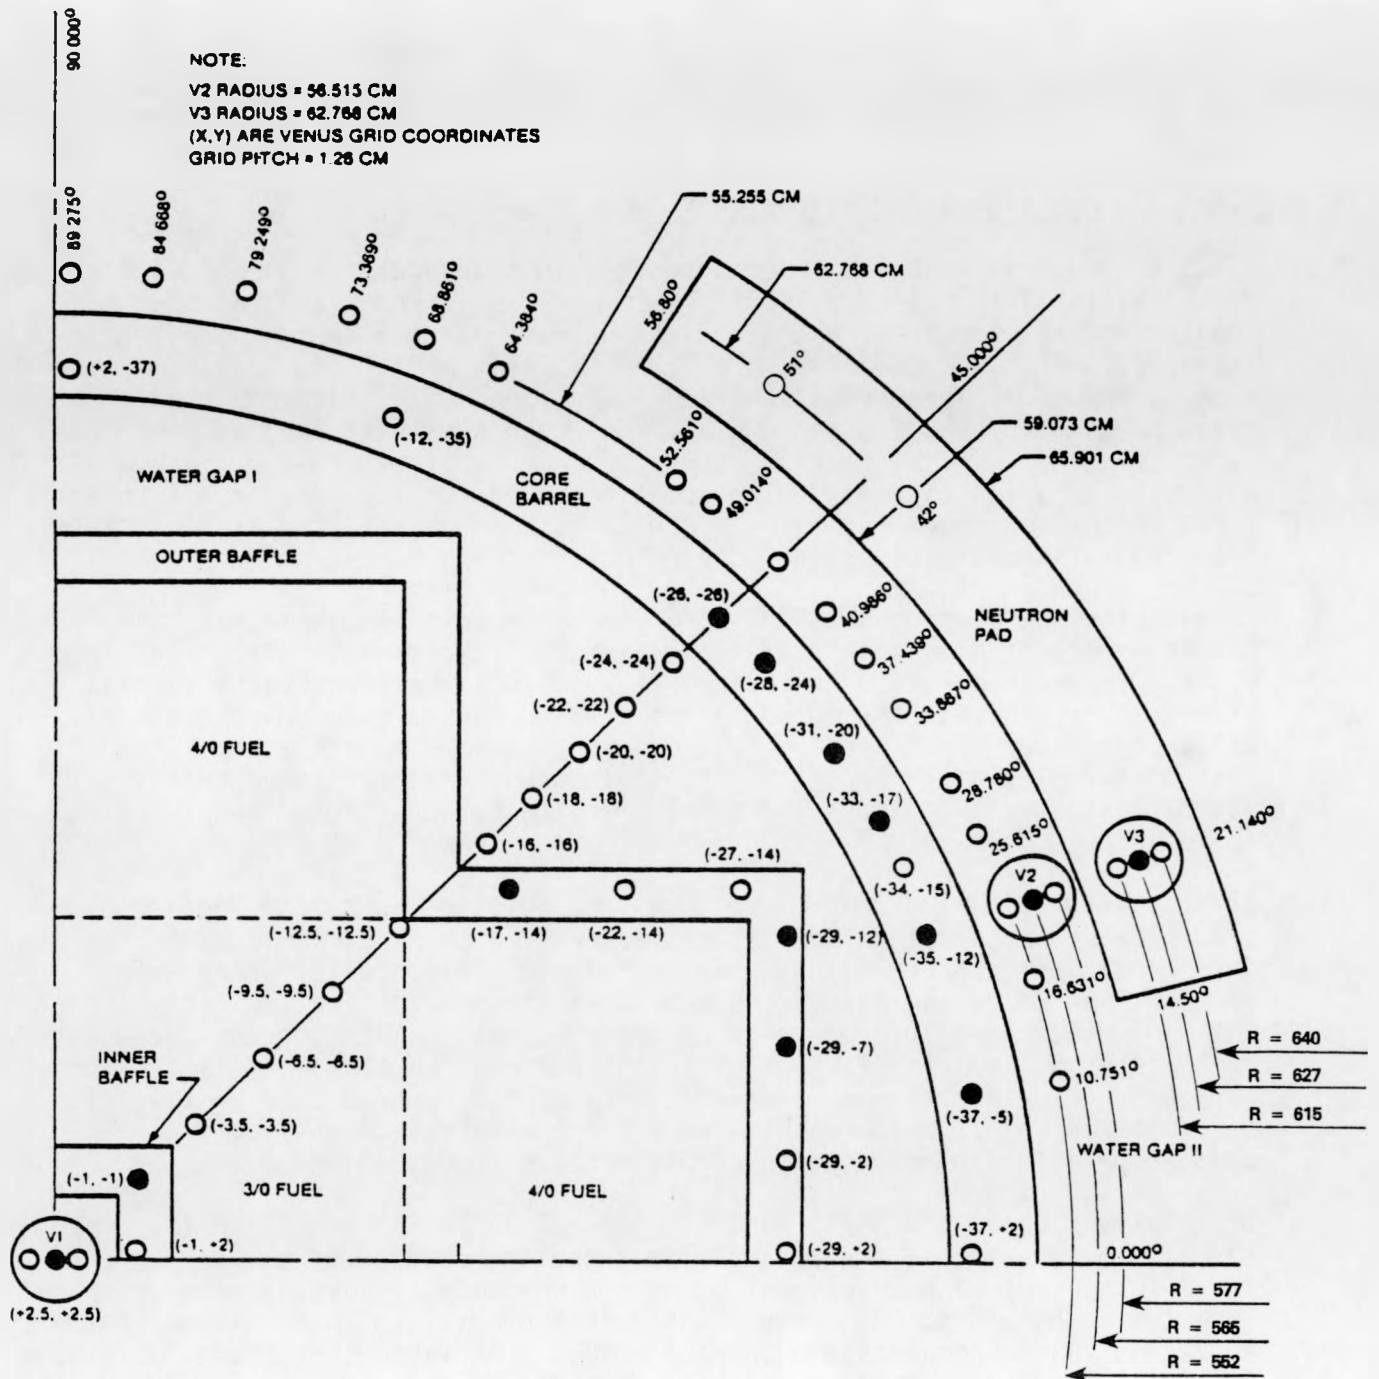 90 000°
NOTE:
V2 RADIUS = 56.515 CM
V3 RADIUS = 62.768 CM
(X,Y) ARE VENUS GRID COORDINATES
GRID PITCH = 1.26 CM
89 275°
84 668°
79 249°
73.369°
68.861°
64.384°
55.255 CM
62.768 CM
56.80°
51°
45.000°
(+2, -37)
(-12, -35)
52.561°
49.014°
59.073 CM
65.901 CM
42°
WATER GAP I
CORE
BARREL
OUTER BAFFLE
(-26, -26)
40.986°
NEUTRON
PAD
37.439°
(-24, -24)
(-28, -24)
33.887°
(-22, -22)
(-31, -20)
4/0 FUEL
(-20, -20)
28.780°
(-18, -18)
(-33, -17)
25.615°
V3
21.140°
(-16, -16)
(-27, -14)
(-34, -15)
V2
(-12.5, -12.5)
(-17, -14)
(-22, -14)
(-29, -12)
(-35, -12)
16.631°
14.50°
(-9.5, -9.5)
R = 640
INNER
BAFFLE
(-6.5, -6.5)
(-29, -7)
10.751°
R = 627
(-3.5, -3.5)
(-37, -5)
R = 615
WATER GAP II
(-1, -1)
3/0 FUEL
4/0 FUEL
(-29, -2)
V1
(-1, +2)
(-29, +2)
(-37, +2)
0.000°
(+2.5, +2.5)
R = 577
R = 565
R = 552